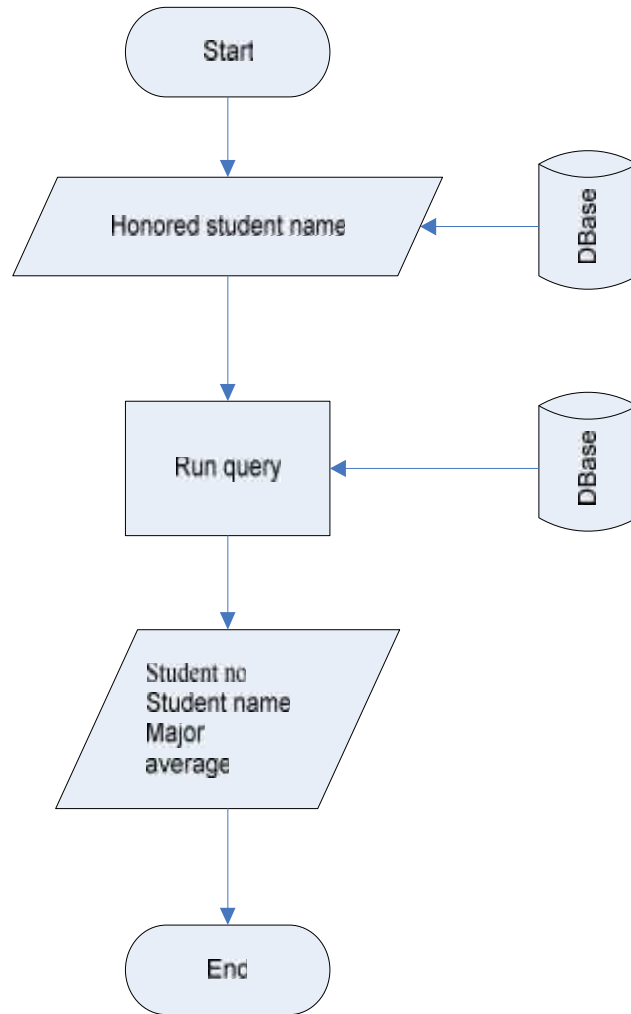 Start
Honored student name
DBase
Run query
DBase
Student no
Student name
Major
average
End